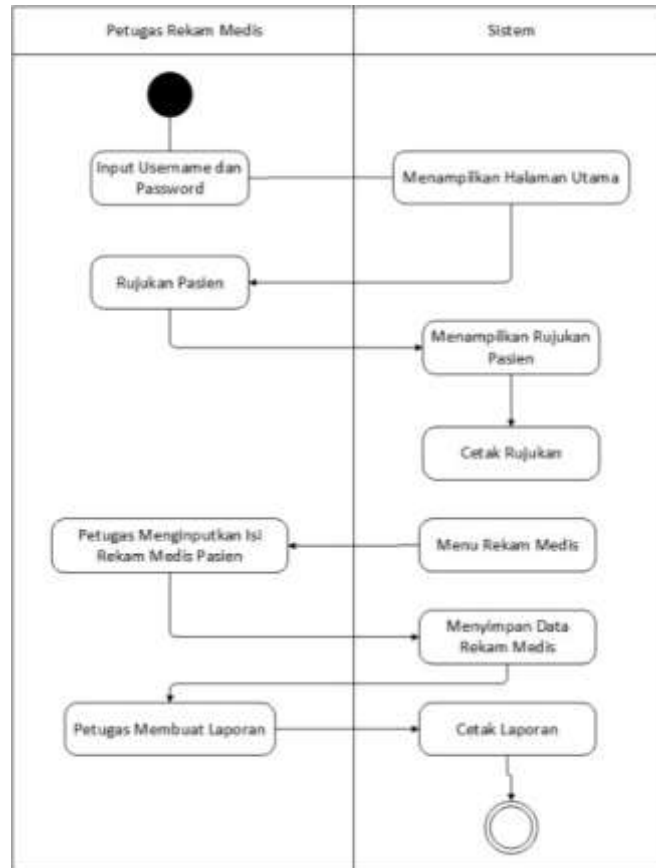 Petugas Rekam Medis
Sistem
Input Username dan
Password
Menampilkan Halaman Utama
Rujukan Pasien
Menampilkan Rujukan
Pasien
Cetak Rujukan
Petugas Menginputkan Isi
Rekam Medis Pasien
Menu Rekam Medis
Menyimpan Data
Rekam Medis
Petugas Membuat Laporan
Cetak Laporan